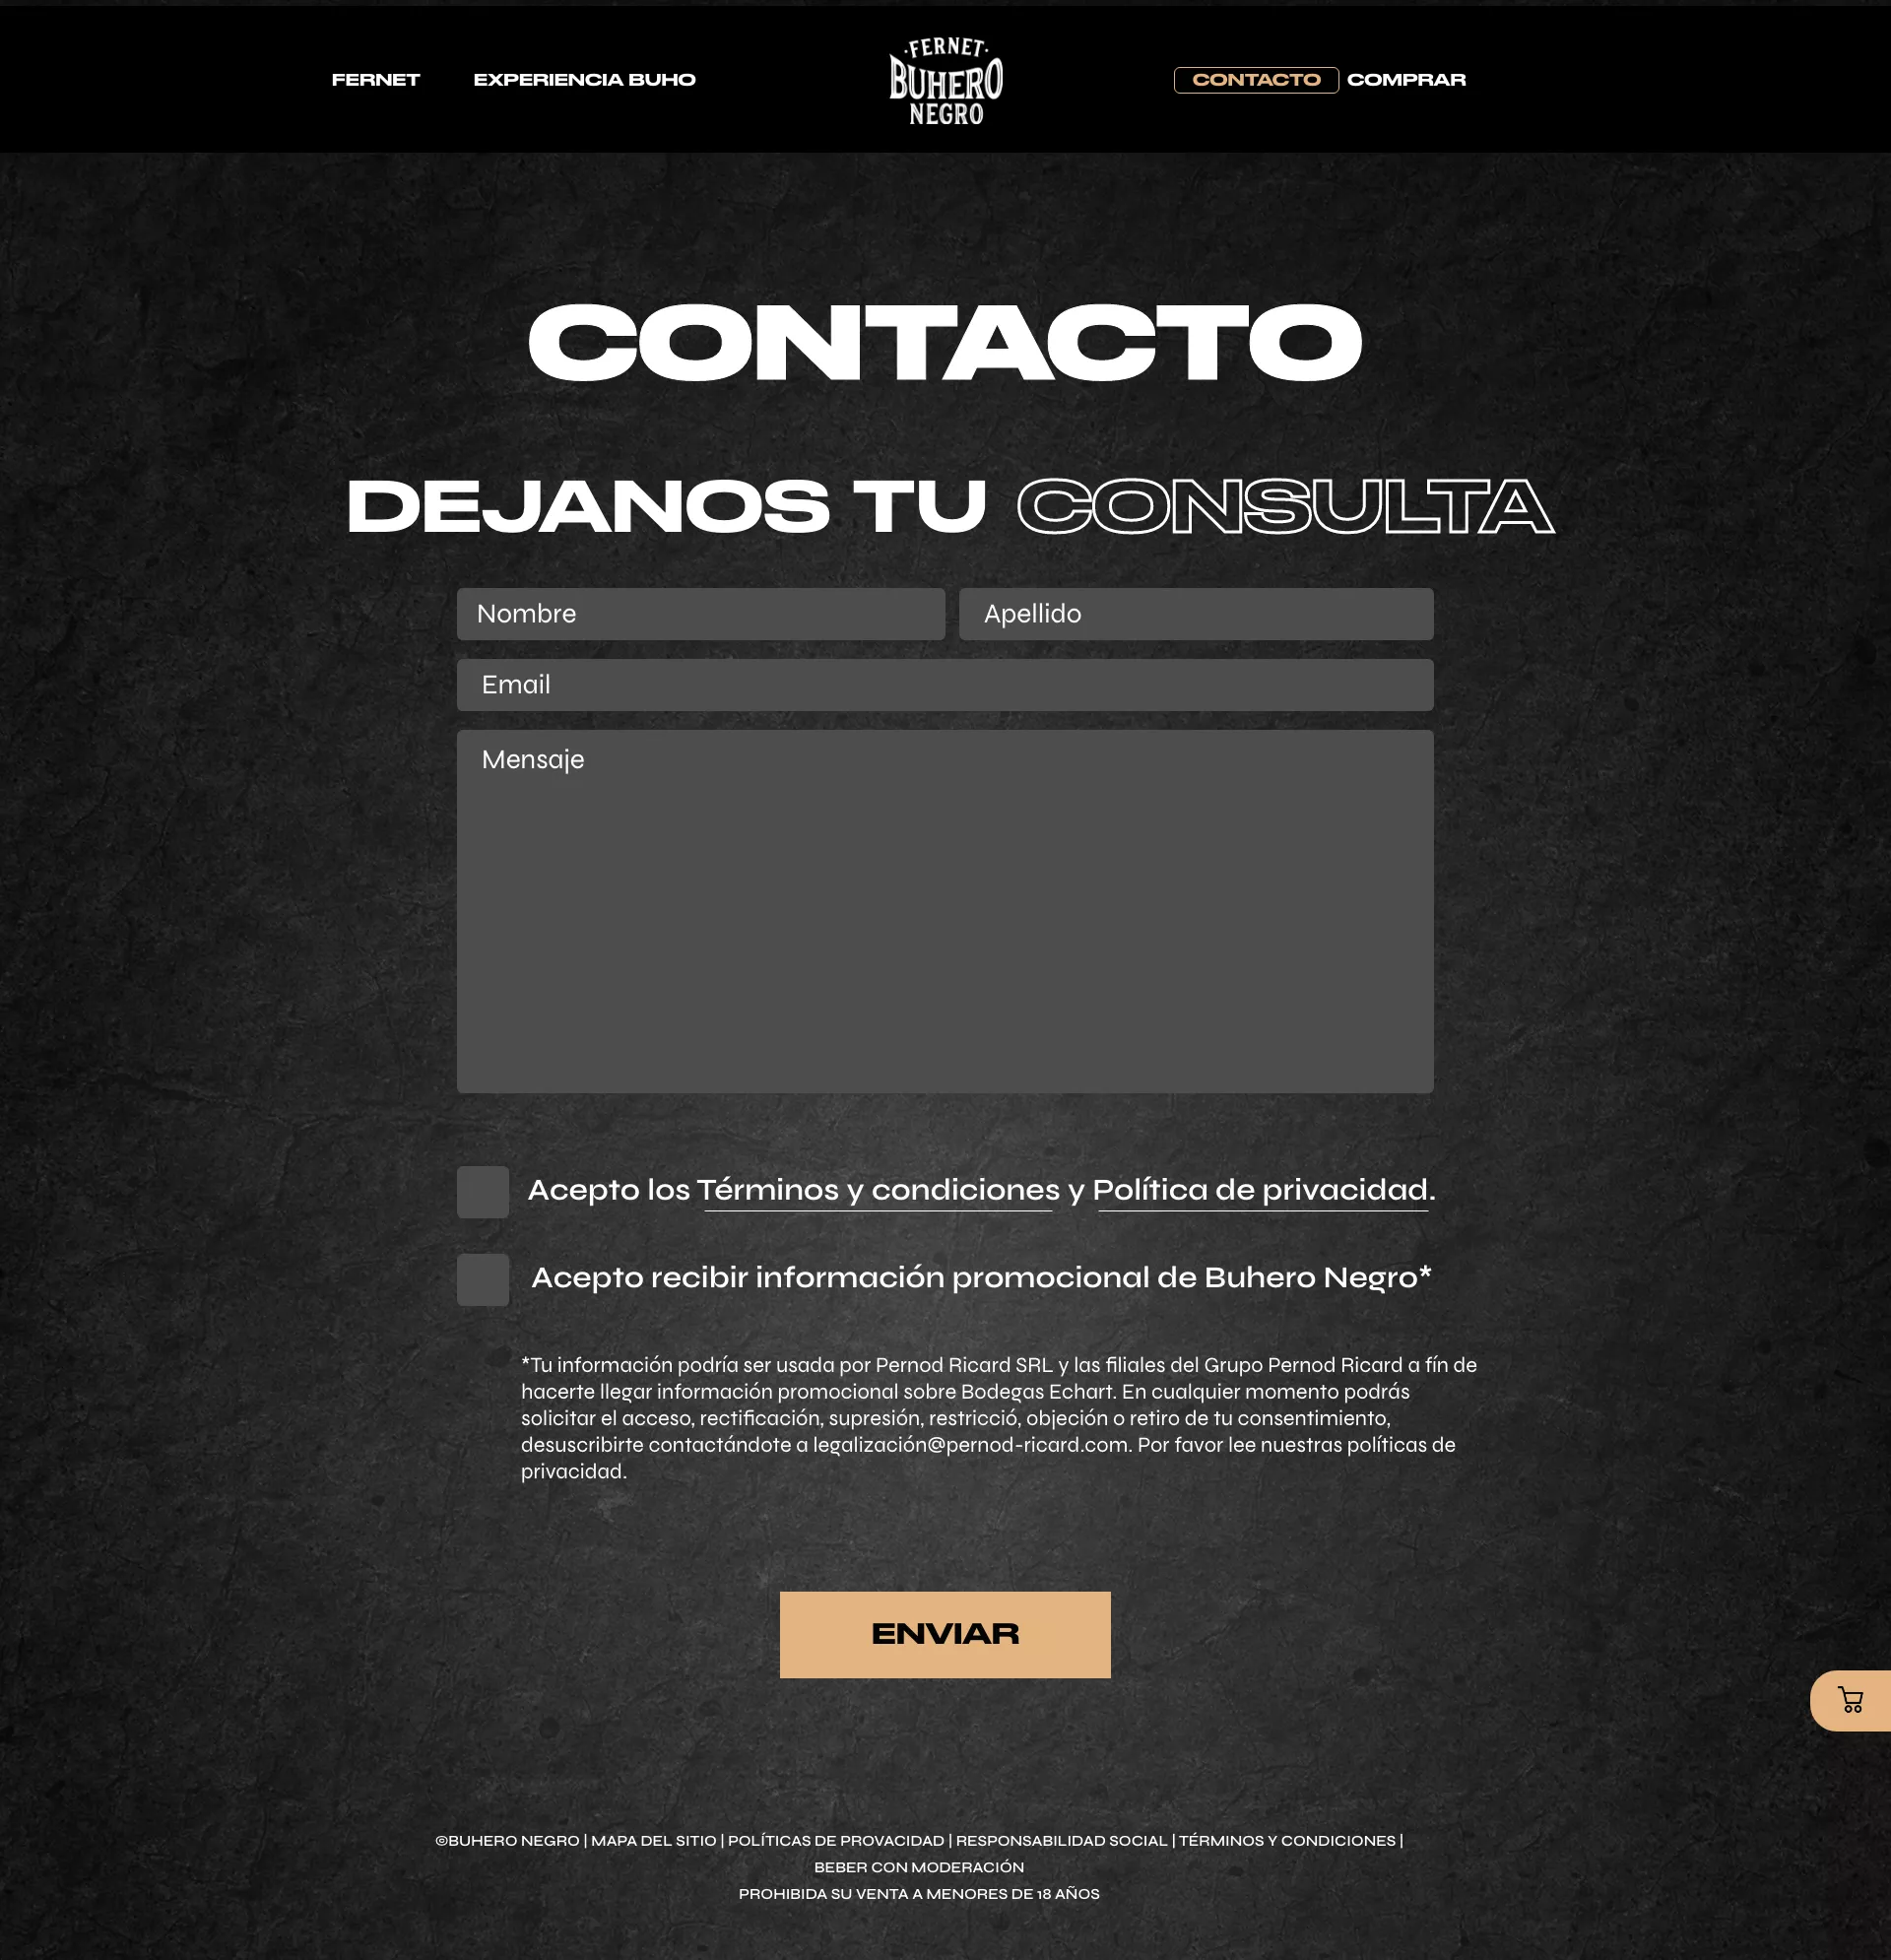 FERNET EXPERIENCIA BUHO
·FERNET·
BUHERO
NEGRO
CONTACTO COMPRAR
CONTACTO
DEJANOS TU CONSULTA
Nombre
Apellido
Email
Mensaje
Acepto los Términos y condiciones y Política de privacidad.
Acepto recibir información promocional de Buhero Negro*
*Tu información podría ser usada por Pernod Ricard SRL y las filiales del Grupo Pernod Ricard a fín de
hacerte llegar información promocional sobre Bodegas Echart. En cualquier momento podrás
solicitar el acceso, rectificación, supresión, restricció, objeción o retiro de tu consentimiento,
desuscribirte contactándote a legalización@pernod-ricard.com. Por favor lee nuestras políticas de
privacidad.
ENVIAR
©BUHERO NEGRO | MAPA DEL SITIO | POLÍTICAS DE PROVACIDAD | RESPONSABILIDAD SOCIAL | TÉRMINOS Y CONDICIONES |
BEBER CON MODERACIÓN
PROHIBIDA SU VENTA A MENORES DE 18 AÑOS